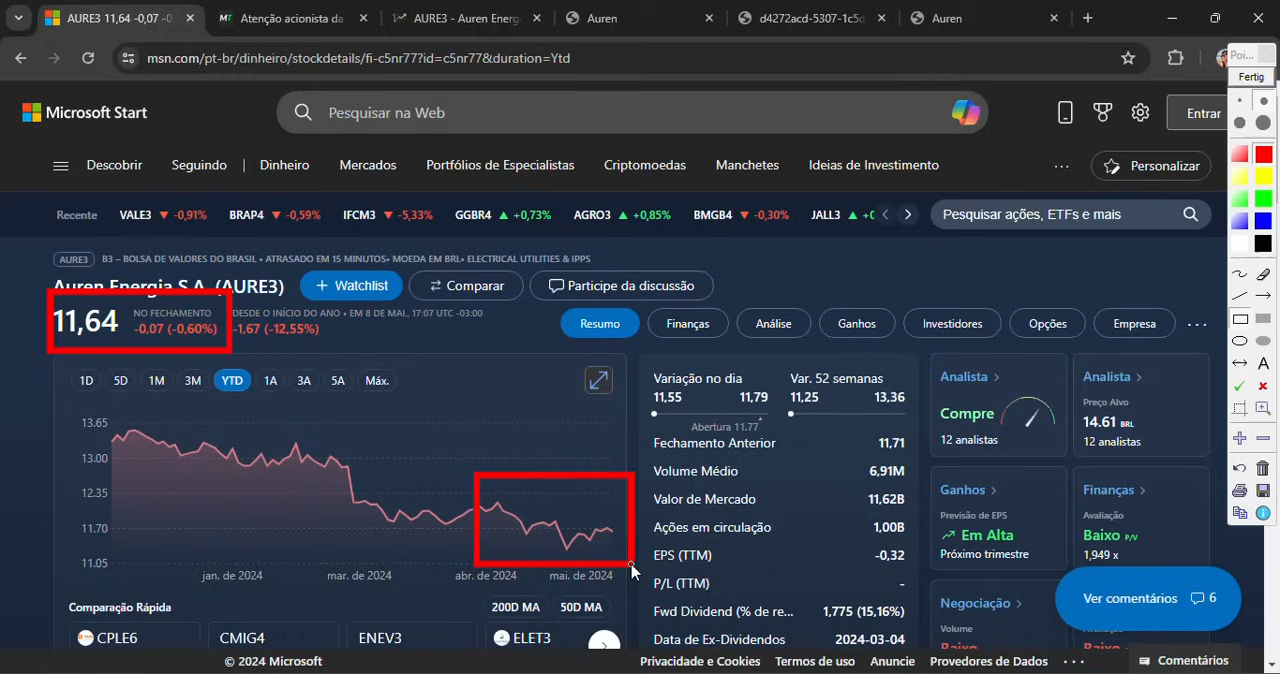 AURE3 11,64 -0,07 -0
Atenção acionista da
AURE3 - Auren Energ
Auren
d4272acd-5307-1c5d
Auren
msn.com/pt-br/dinheiro/stockdetails/fi-c5nr77?id=c5nr77&duration=Ytd
Poi...
Fertig
Microsoft Start
Pesquisar na Web
Entrar
Descobrir
Seguindo
Dinheiro
Mercados
Portfólios de Especialistas
Criptomoedas
Manchetes
Ideias de Investimento
Personalizar
Recente
VALE3 -0,91%
BRAP4 -0,59%
IFCM3 -5,33%
GGBR4 +0,73%
AGRO3 +0,85%
BMGB4 -0,30%
JALL3
Pesquisar ações, ETFs e mais
AURE3 B3 – BOLSA DE VALORES DO BRASIL • ATRASADO EM 15 MINUTOS• MOEDA EM BRL• ELECTRICAL UTILITIES & IPPS
Auren Energia S.A. (AURE3)
Watchlist
Comparar
Participe da discussão
11,64
NO FECHAMENTO
-0,07 (-0,60%)
DESDE O INÍCIO DO ANO • EM 8 DE MAI., 17:07 UTC -03:00
-1,67 (-12,55%)
Resumo
Finanças
Análise
Ganhos
Investidores
Opções
Empresa
1D
5D
1M
3M
YTD
1A
3A
5A
Máx.
13.65
13.00
12.35
11.70
11.05
jan. de 2024
mar. de 2024
abr. de 2024
mai. de 2024
Comparação Rápida
200D MA
50D MA
CPLE6
CMIG4
ENEV3
ELET3
Variação no dia
11,55 11,79
Abertura 11.77
Var. 52 semanas
11,25 13,36
Fechamento Anterior 11,71
Volume Médio 6,91M
Valor de Mercado 11,62B
Ações em circulação 1,00B
EPS (TTM) -0,32
P/L (TTM) -
Fwd Dividend (% de re... 1,775 (15,16%)
Data de Ex-Dividendos 2024-03-04
Analista
Compre
12 analistas
Analista
Preço Alvo
14.61 BRL
12 analistas
Ganhos
Previsão de EPS
Em Alta
Próximo trimestre
Finanças
Avaliação
Baixo P/V
1,949 x
Negociação
Volume
Ver comentários 6
© 2024 Microsoft
Privacidade e Cookies
Termos de uso
Anuncie
Provedores de Dados
Comentários